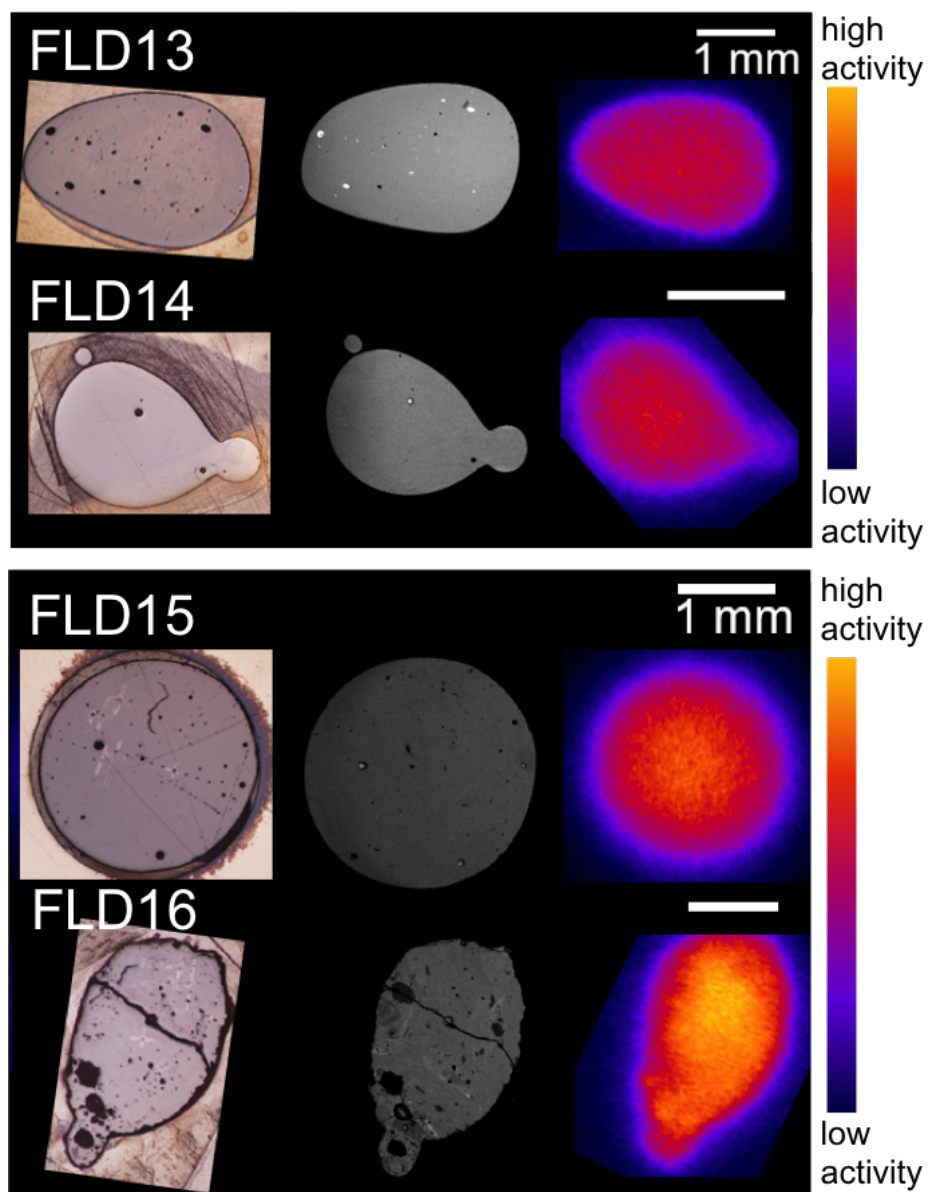 FLD13
1 mm
high
activity
FLD14
low
activity
FLD15
1 mm
high
activity
FLD16
low
activity